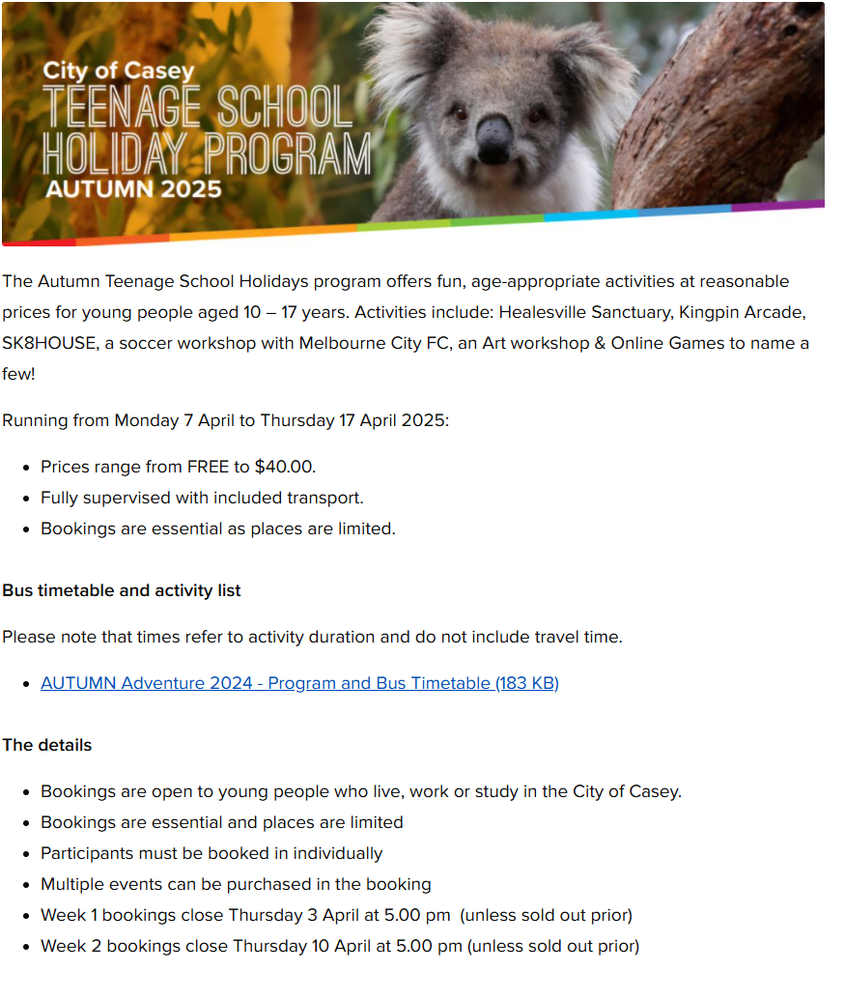 City of Casey
TEENAGE SCHOOL
HOLIDAY PROGRAM
AUTUMN 2025
The Autumn Teenage School Holidays program offers fun, age-appropriate activities at reasonable
prices for young people aged 10 – 17 years. Activities include: Healesville Sanctuary, Kingpin Arcade,
SK8HOUSE, a soccer workshop with Melbourne City FC, an Art workshop & Online Games to name a
few!
Running from Monday 7 April to Thursday 17 April 2025:
• Prices range from FREE to $40.00.
• Fully supervised with included transport.
• Bookings are essential as places are limited.
Bus timetable and activity list
Please note that times refer to activity duration and do not include travel time.
• AUTUMN Adventure 2024 - Program and Bus Timetable (183 KB)
The details
• Bookings are open to young people who live, work or study in the City of Casey.
• Bookings are essential and places are limited
• Participants must be booked in individually
• Multiple events can be purchased in the booking
• Week 1 bookings close Thursday 3 April at 5.00 pm  (unless sold out prior)
• Week 2 bookings close Thursday 10 April at 5.00 pm (unless sold out prior)